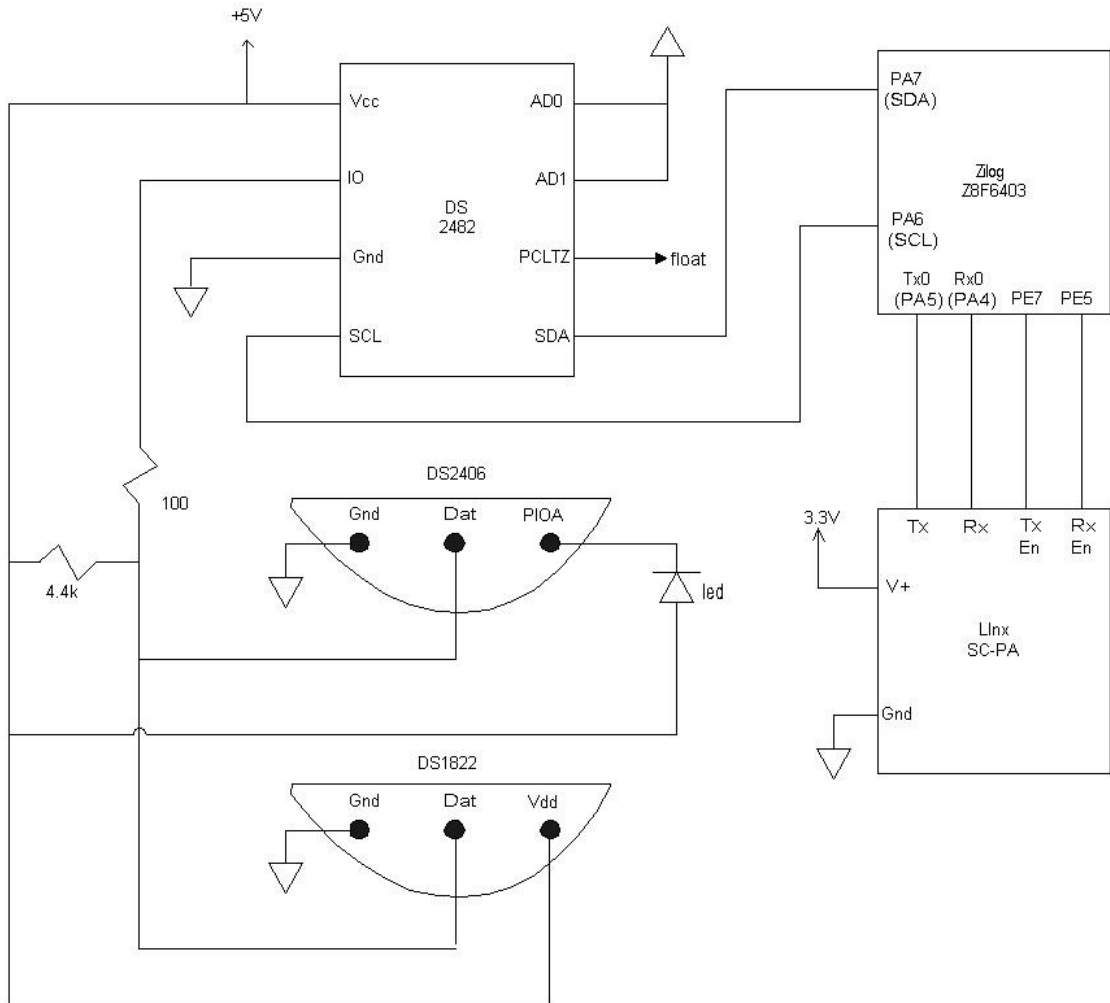 +5V
Vcc
AD0
IO
AD1
DS
2482
Gnd
PCLTZ
float
SCL
SDA
PA7
(SDA)
Zilog
Z8F6403
PA6
(SCL)
Tx0
(PA5)
Rx0
(PA4)
PE7
PE5
100
4.4k
DS2406
Gnd
Dat
PIOA
led
3.3V
Tx
Rx
Tx
En
Rx
En
V+
LInx
SC-PA
Gnd
DS1822
Gnd
Dat
Vdd